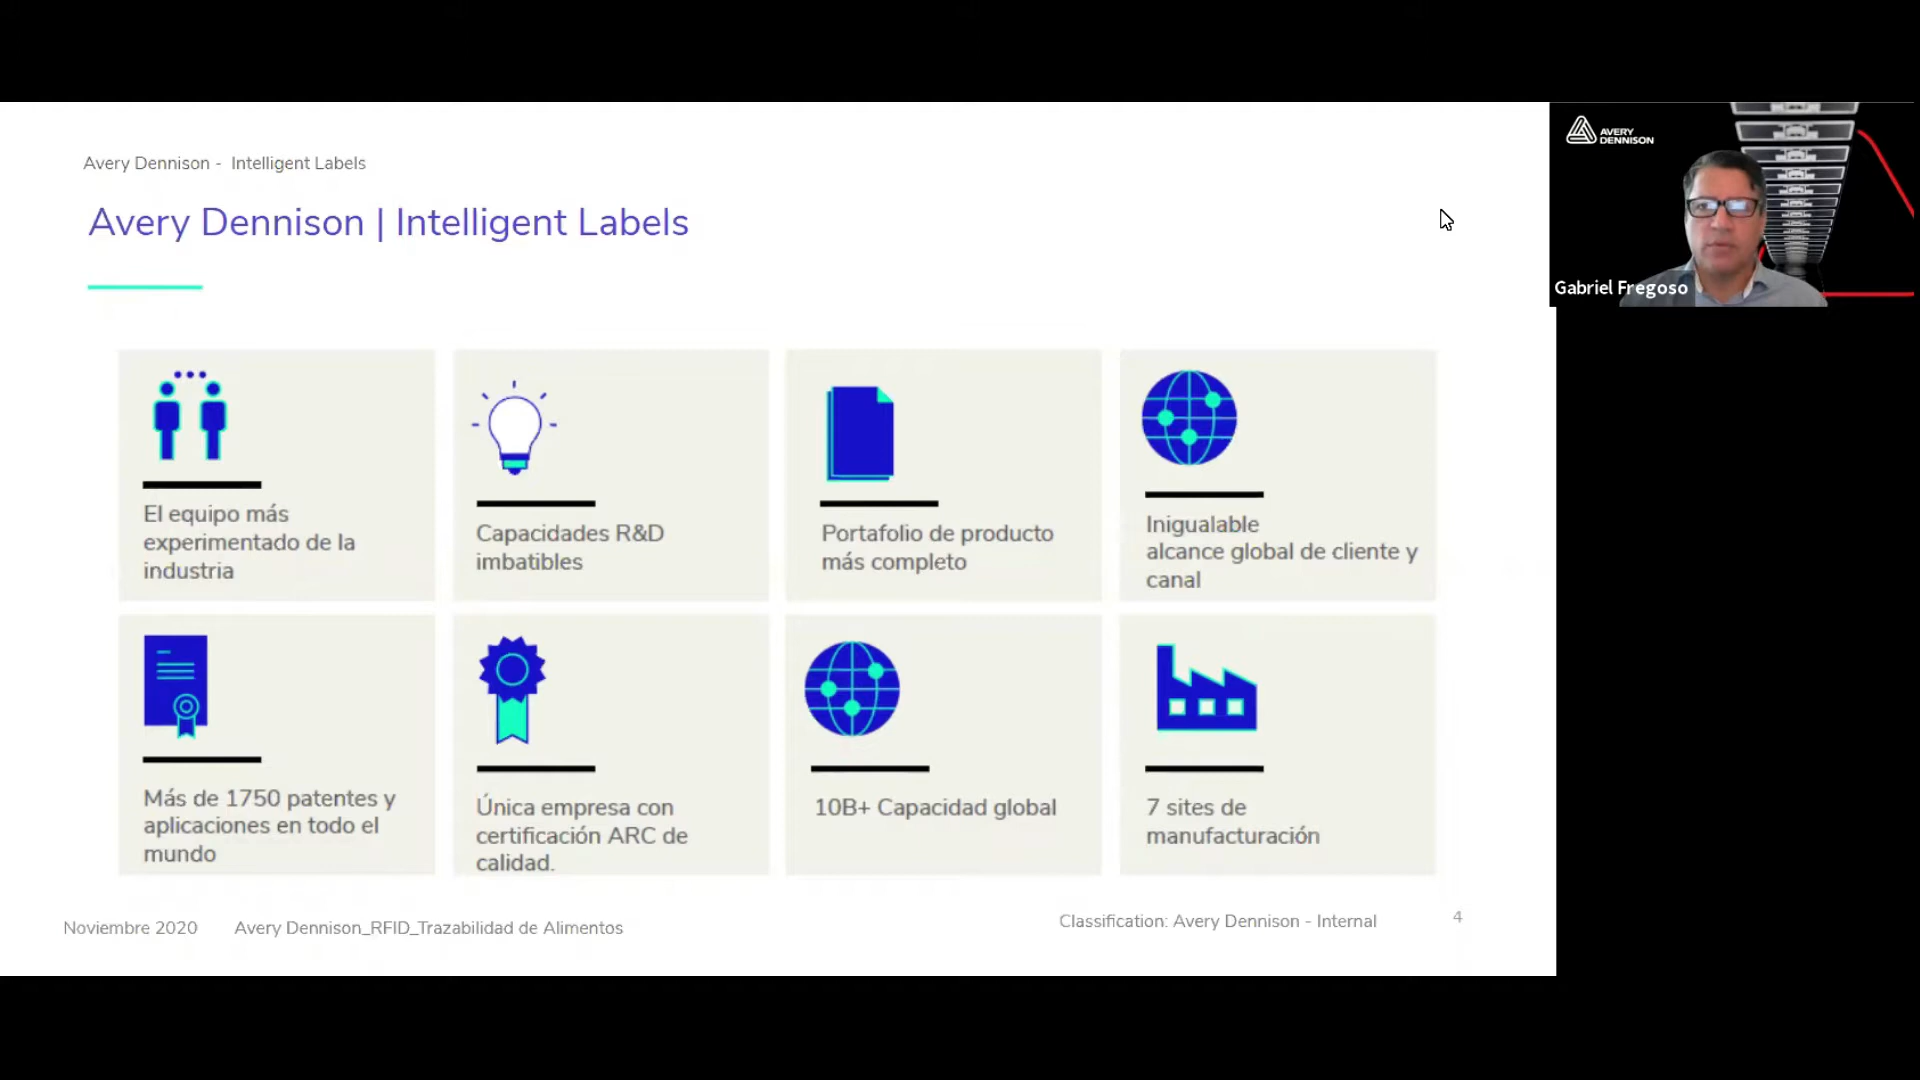 Avery Dennison - Intelligent Labels
Avery Dennison | Intelligent Labels
AVERY
DENNISON
Gabriel Fregoso
El equipo más
experimentado de la
industria
Capacidades R&D
imbatibles
Portafolio de producto
más completo
Inigualable
alcance global de cliente y
canal
Más de 1750 patentes y
aplicaciones en todo el
mundo
Única empresa con
certificación ARC de
calidad.
10B+ Capacidad global
7 sites de
manufacturación
Noviembre 2020 Avery Dennison_RFID_Trazabilidad de Alimentos
Classification: Avery Dennison - Internal 4